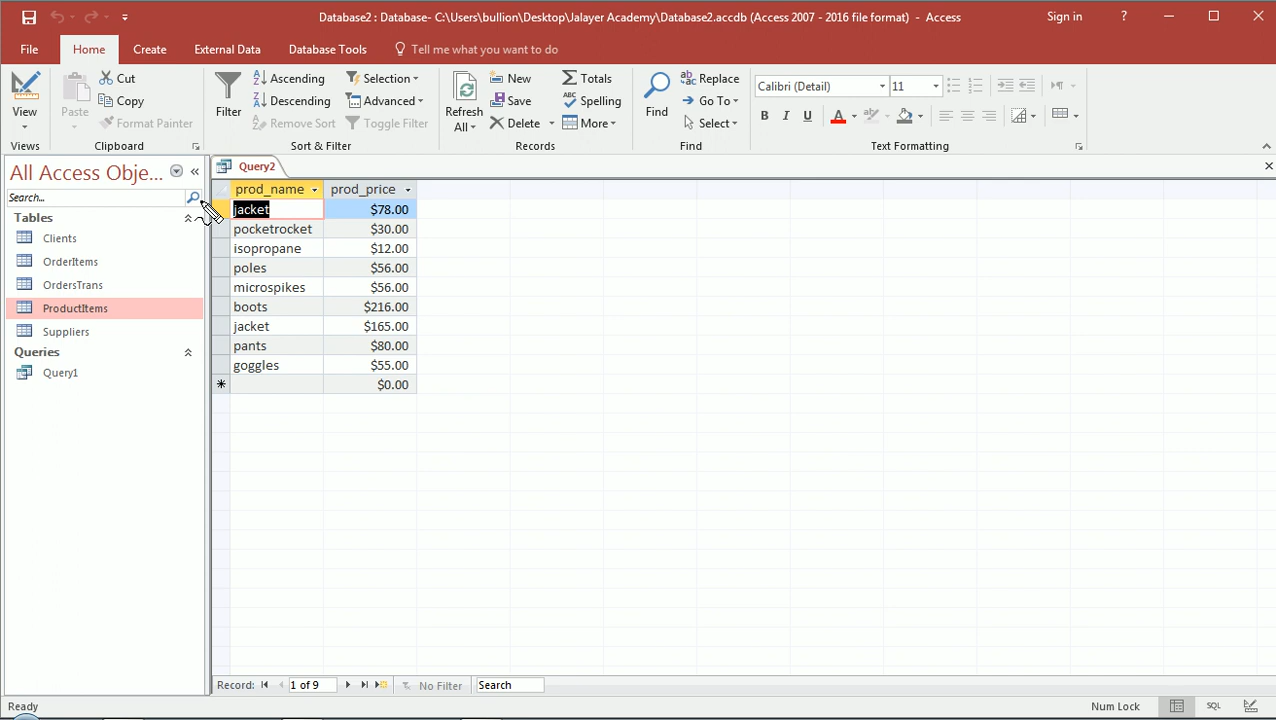 Database2 : Database- C:\Users\bullion\Desktop\Jalayer Academy\Database2.accdb (Access 2007 - 2016 file format) - Access
Sign in ?
File Home Create External Data Database Tools Tell me what you want to do
View
Views
Paste
Cut
Copy
Format Painter
Clipboard
Filter
Ascending
Descending
Remove Sort
Selection
Advanced
Toggle Filter
Sort & Filter
Refresh
All
New
Save
Delete
Totals
Spelling
More
Records
Find
Replace
Go To
Select
Find
Calibri (Detail) 11
B I U A
Text Formatting
All Access Obje...
Search...
Tables
Clients
OrderItems
OrdersTrans
ProductItems
Suppliers
Queries
Query1
Query2
prod_name prod_price
jacket $78.00
pocketrocket $30.00
isopropane $12.00
poles $56.00
microspikes $56.00
boots $216.00
jacket $165.00
pants $80.00
goggles $55.00
$0.00
Record: 1 of 9 No Filter Search
Ready Num Lock SQL